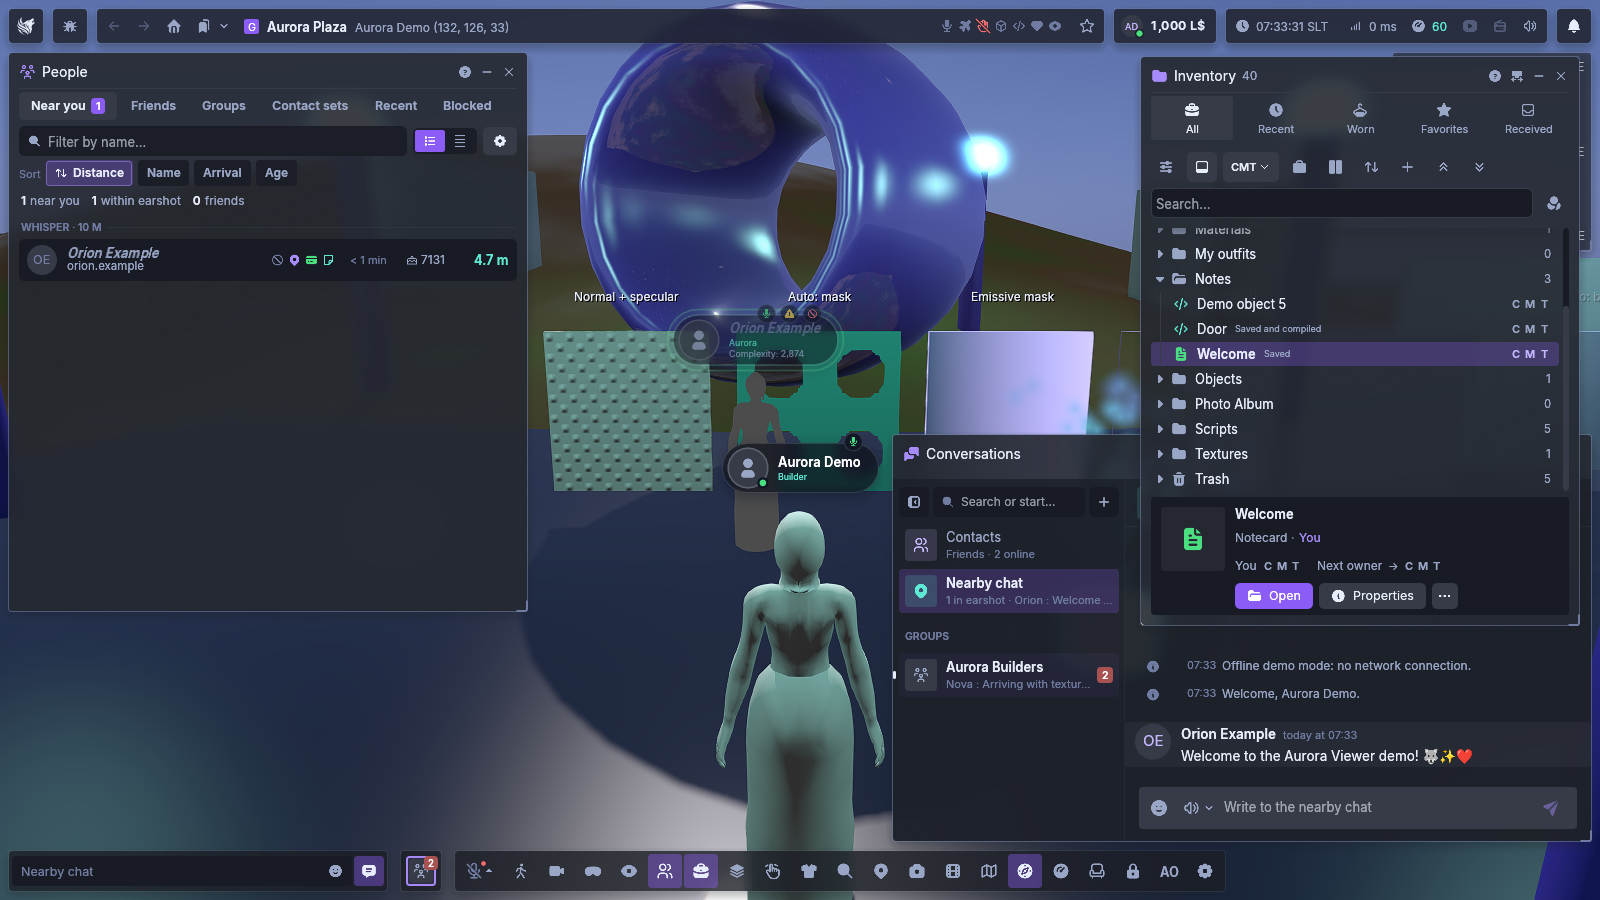 G Aurora Plaza Aurora Demo (132, 126, 33)
AD 1,000 L$
07:33:31 SLT 0 ms 60
People
Near you 1 Friends Groups Contact sets Recent Blocked
Filter by name...
Sort Distance Name Arrival Age
1 near you 1 within earshot 0 friends
WHISPER · 10 M
OE Orion Example
orion.example
< 1 min 7131 4.7 m
Normal + specular
Auto: mask
Emissive mask
Orion Example
Aurora
Complexity: 2,874
Aurora Demo
Builder
Inventory 40
All Recent Worn Favorites Received
CMT
Search...
Materials 1
My outfits 0
Notes 3
Demo object 5 C M T
Door Saved and compiled C M T
Welcome Saved C M T
Objects 1
Photo Album 0
Scripts 5
Textures 1
Trash 5
Welcome
Notecard · You
You C M T Next owner → C M T
Open Properties
Conversations
Search or start...
Contacts
Friends · 2 online
Nearby chat
1 in earshot · Orion : Welcome ...
GROUPS
Aurora Builders
Nova : Arriving with textur... 2
07:33 Offline demo mode: no network connection.
07:33 Welcome, Aurora Demo.
OE Orion Example today at 07:33
Welcome to the Aurora Viewer demo! 🐺✨❤️
Write to the nearby chat
Nearby chat
2
AO